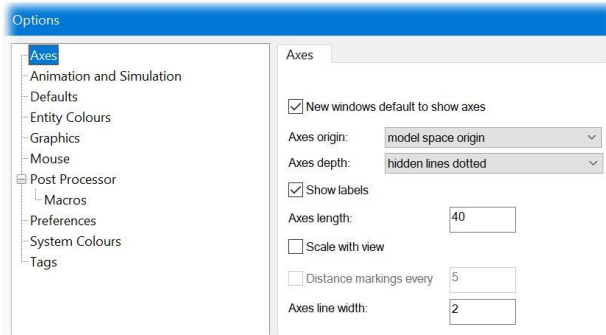 Options
Axes
Animation and Simulation
Defaults
Entity Colours
Graphics
Mouse
Post Processor
Macros
Preferences
System Colours
Tags
Axes
New windows default to show axes
Axes origin: model space origin
Axes depth: hidden lines dotted
Show labels
Axes length: 40
Scale with view
Distance markings every 5
Axes line width: 2